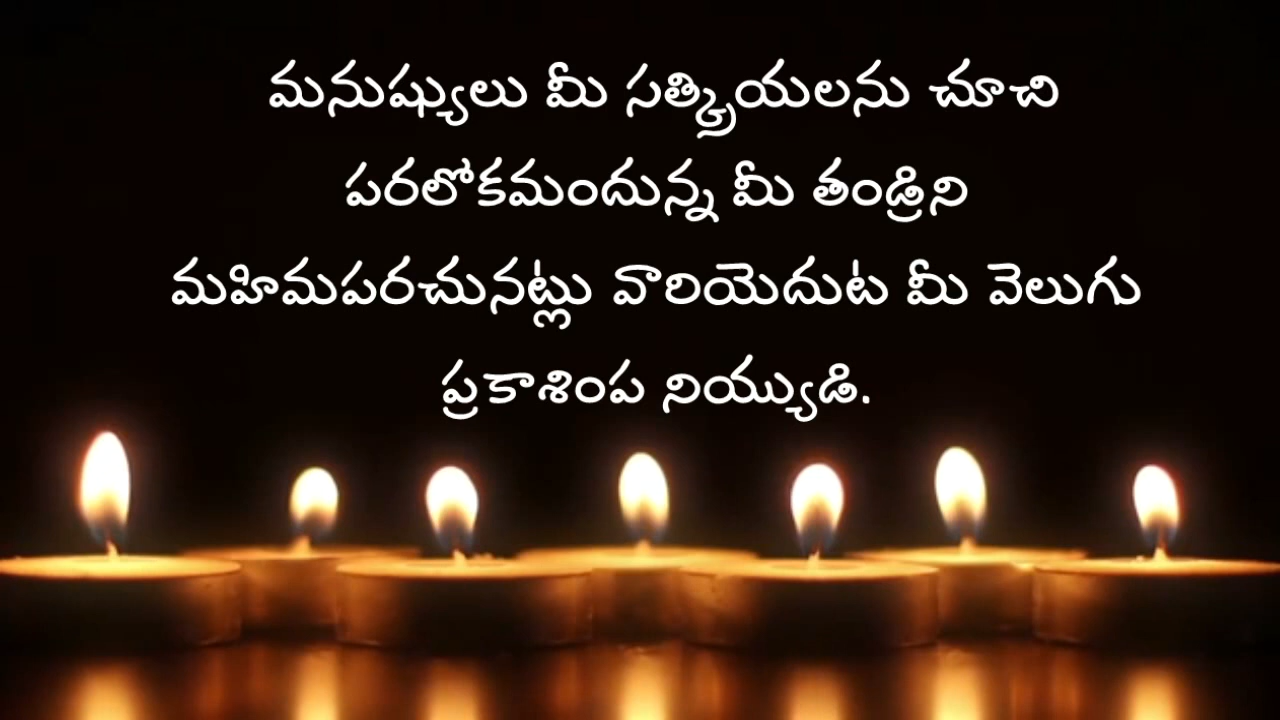 మనుష్యులు మీ సత్క్రియలను చూచి
పరలోకమందున్న మీ తండ్రిని
మహిమపరచునట్లు వారియెదుట మీ వెలుగు
ప్రకాశింప నియ్యుడి.